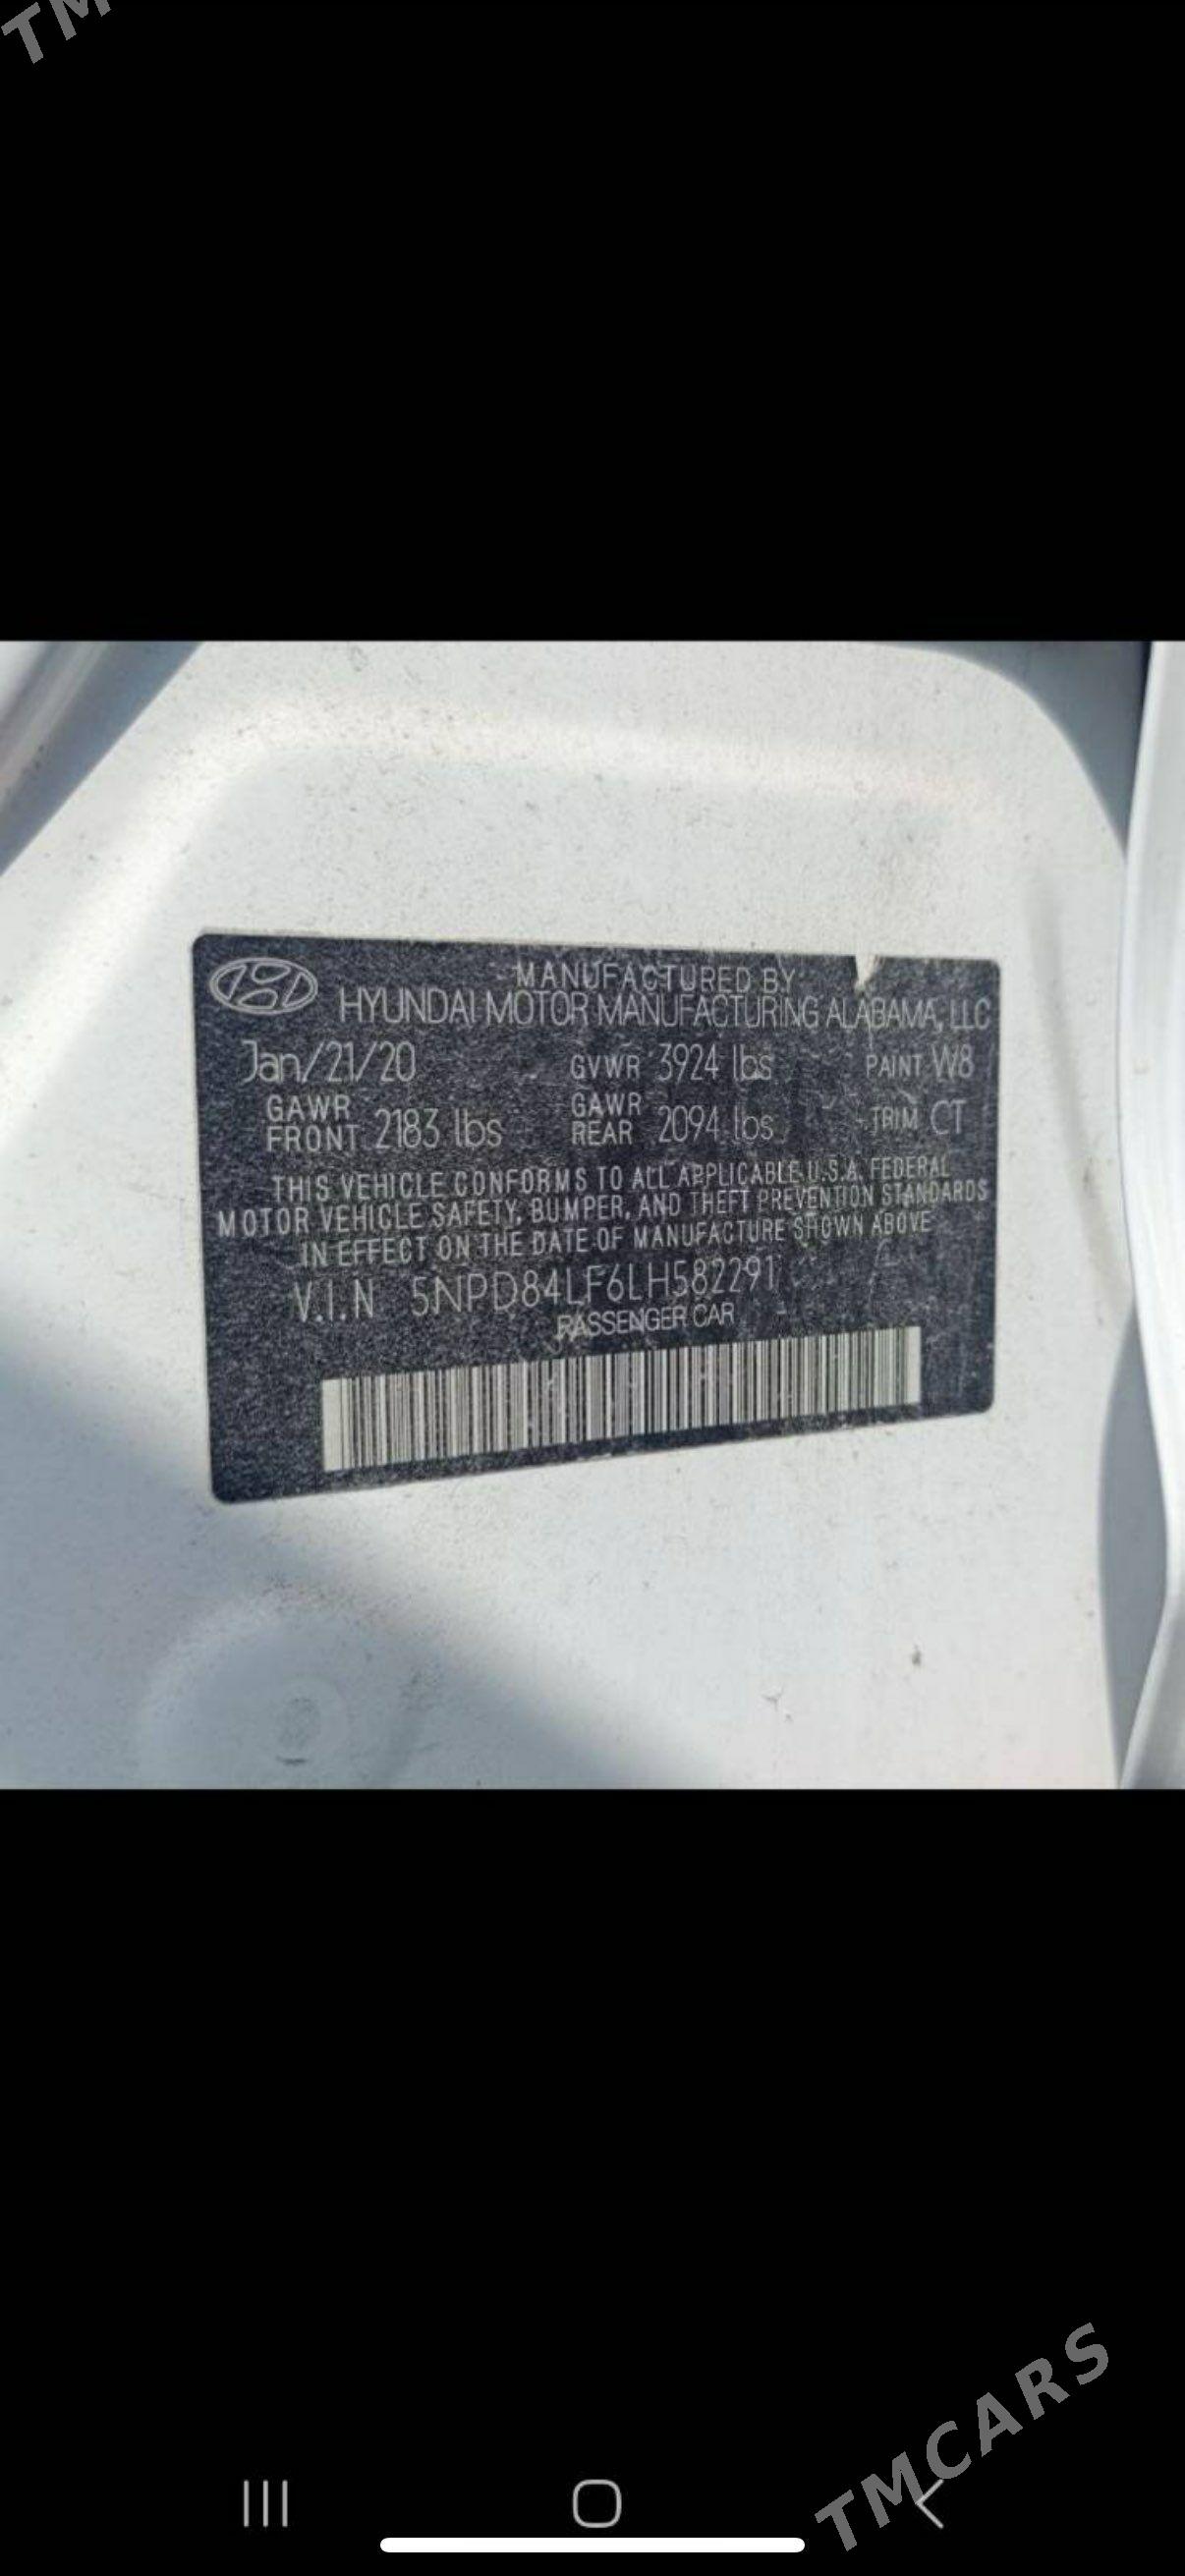 TM
MANUFACTURED BY
HYUNDAI MOTOR MANUFACTURING ALABAMA, LLC
Jan/21/20 GVWR 3924 lbs PAINT W8
GAWR FRONT 2183 lbs GAWR REAR 2094 lbs TRIM CT
THIS VEHICLE CONFORMS TO ALL APPLICABLE U.S.A. FEDERAL
MOTOR VEHICLE SAFETY, BUMPER, AND THEFT PREVENTION STANDARDS
IN EFFECT ON THE DATE OF MANUFACTURE SHOWN ABOVE
V.I.N 5NPD84LF6LH582291
PASSENGER CAR
TMCARS